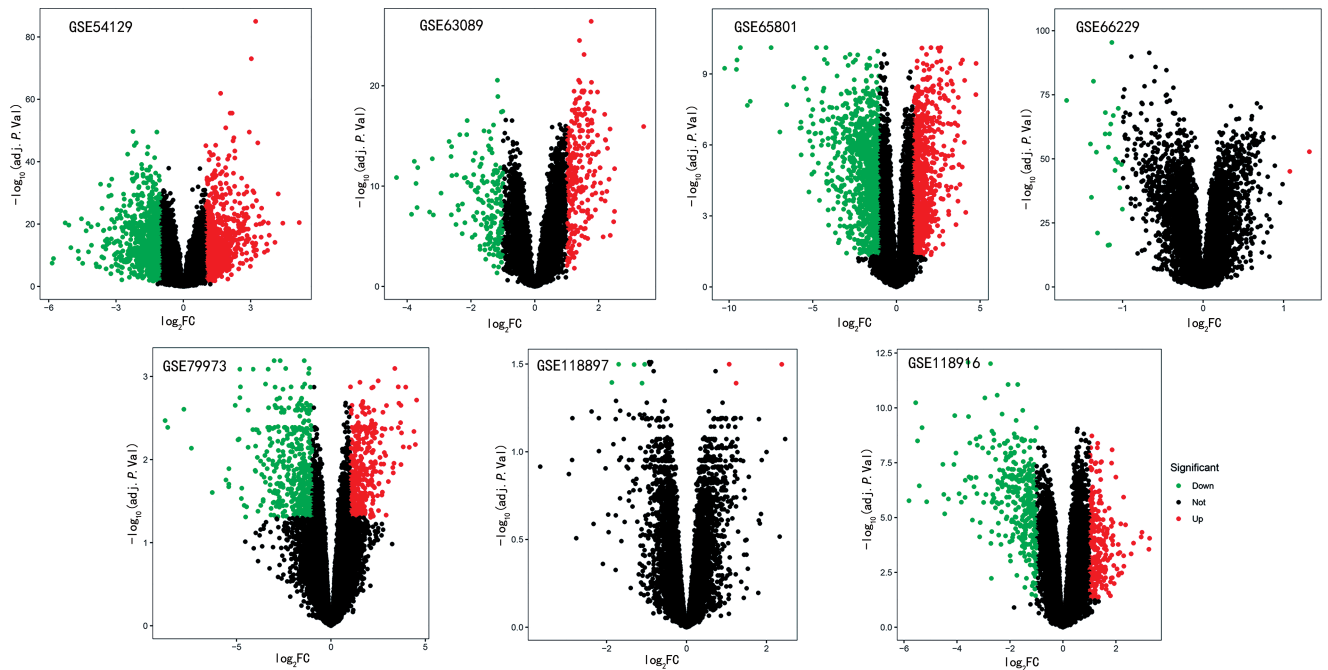 GSE54129
−log10(adj. P. Val)
80
60
40
20
0
−6
−3
0
3
log2FC
GSE63089
−log10(adj. P. Val)
20
10
0
−4
−2
0
2
log2FC
GSE65801
−log10(adj. P. Val)
9
6
3
0
−10
−5
0
5
log2FC
GSE66229
−log10(adj. P. Val)
100
75
50
25
0
−1
0
1
log2FC
GSE79973
−log10(adj. P. Val)
3
2
1
0
−5
0
5
log2FC
GSE118897
−log10(adj. P. Val)
1.5
1.0
0.5
0.0
−2
0
2
log2FC
GSE118916
−log10(adj. P. Val)
12.5
10.0
7.5
5.0
2.5
0.0
−6
−4
−2
0
2
log2FC
Significant
Down
Not
Up